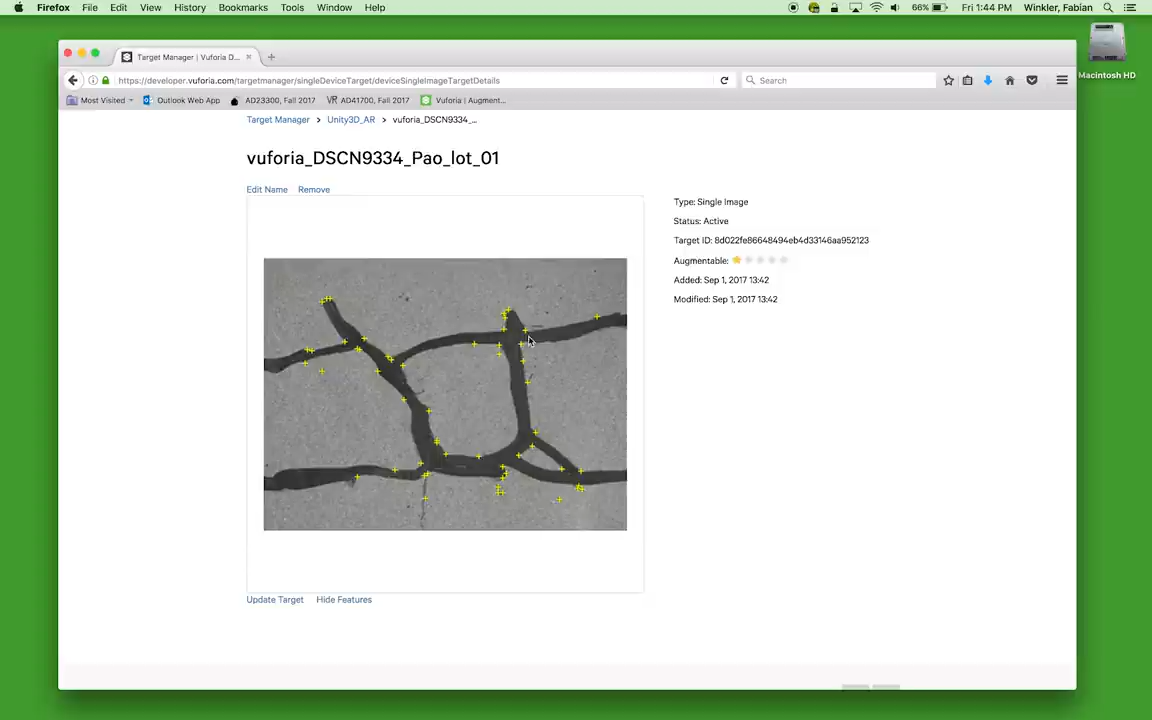 Firefox File Edit View History Bookmarks Tools Window Help 66% Fri 1:44 PM Winkler, Fabian
Target Manager | Vuforia D...
https://developer.vuforia.com/targetmanager/singleDeviceTarget/deviceSingleImageTargetDetails Search
Most Visited Outlook Web App AD23300, Fall 2017 VR AD41700, Fall 2017 Vuforia | Augment...
Macintosh HD
Target Manager > Unity3D_AR > vuforia_DSCN9334_...
vuforia_DSCN9334_Pao_lot_01
Edit Name Remove
Type: Single Image
Status: Active
Target ID: 8d022fe86648494eb4d33146aa952123
Augmentable:
Added: Sep 1, 2017 13:42
Modified: Sep 1, 2017 13:42
Update Target Hide Features